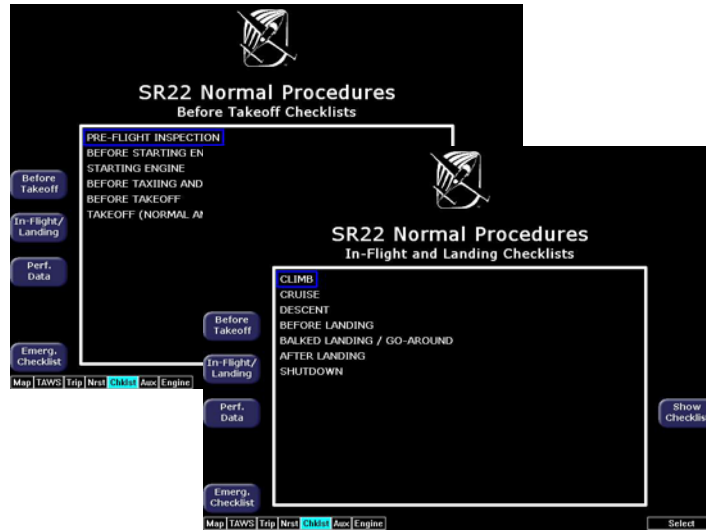 SR22 Normal Procedures
Before Takeoff Checklists
PRE-FLIGHT INSPECTION
BEFORE STARTING EN
STARTING ENGINE
BEFORE TAXIING AND
BEFORE TAKEOFF
TAKEOFF (NORMAL
Before
Takeoff
In-Flight/
Landing
Perf.
Data
Emerg.
Checklist
Map TAWS Trip Nrst Chklst Aux Engine
SR22 Normal Procedures
In-Flight and Landing Checklists
CLIMB
CRUISE
DESCENT
BEFORE LANDING
BALKED LANDING / GO-AROUND
AFTER LANDING
SHUTDOWN
Before
Takeoff
In-Flight/
Landing
Perf.
Data
Emerg.
Checklist
Show
Checklis
Map TAWS Trip Nrst Chklst Aux Engine
Select